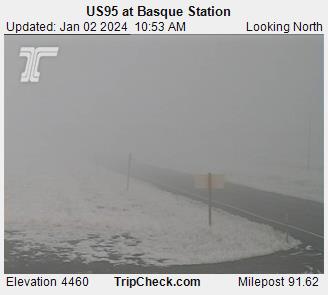 US95 at Basque Station
Updated: Jan 02 2024 10:53 AM Looking North
Elevation 4460 TripCheck.com Milepost 91.62